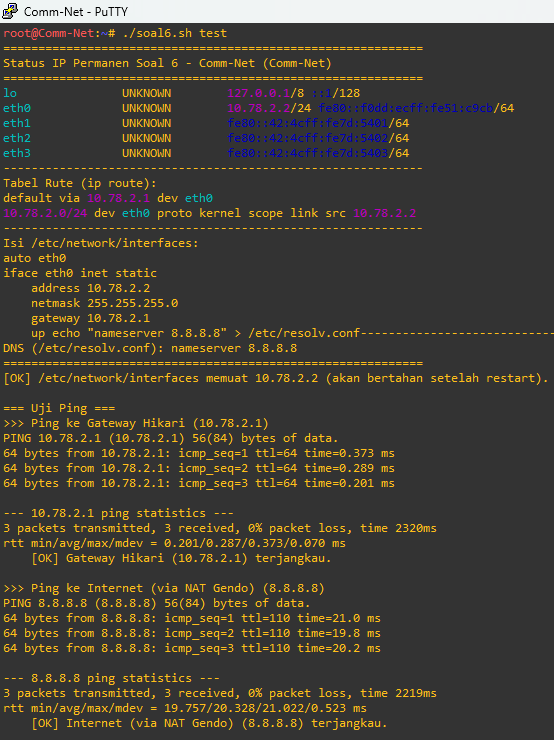 Comm-Net - PuTTY
root@Comm-Net:~# ./soal6.sh test
============================================================
Status IP Permanen Soal 6 - Comm-Net (Comm-Net)
============================================================
lo               UNKNOWN        127.0.0.1/8 ::1/128
eth0             UNKNOWN        10.78.2.2/24 fe80::f0dd:ecff:fe51:c9cb/64
eth1             UNKNOWN        fe80::42:4cff:fe7d:5401/64
eth2             UNKNOWN        fe80::42:4cff:fe7d:5402/64
eth3             UNKNOWN        fe80::42:4cff:fe7d:5403/64
------------------------------------------------------------
Tabel Rute (ip route):
default via 10.78.2.1 dev eth0
10.78.2.0/24 dev eth0 proto kernel scope link src 10.78.2.2
------------------------------------------------------------
Isi /etc/network/interfaces:
auto eth0
iface eth0 inet static
    address 10.78.2.2
    netmask 255.255.255.0
    gateway 10.78.2.1
    up echo "nameserver 8.8.8.8" > /etc/resolv.conf----------------------------
DNS (/etc/resolv.conf): nameserver 8.8.8.8
============================================================
[OK] /etc/network/interfaces memuat 10.78.2.2 (akan bertahan setelah restart).
=== Uji Ping ===
>>> Ping ke Gateway Hikari (10.78.2.1)
PING 10.78.2.1 (10.78.2.1) 56(84) bytes of data.
64 bytes from 10.78.2.1: icmp_seq=1 ttl=64 time=0.373 ms
64 bytes from 10.78.2.1: icmp_seq=2 ttl=64 time=0.289 ms
64 bytes from 10.78.2.1: icmp_seq=3 ttl=64 time=0.201 ms
--- 10.78.2.1 ping statistics ---
3 packets transmitted, 3 received, 0% packet loss, time 2320ms
rtt min/avg/max/mdev = 0.201/0.287/0.373/0.070 ms
    [OK] Gateway Hikari (10.78.2.1) terjangkau.
>>> Ping ke Internet (via NAT Gendo) (8.8.8.8)
PING 8.8.8.8 (8.8.8.8) 56(84) bytes of data.
64 bytes from 8.8.8.8: icmp_seq=1 ttl=110 time=21.0 ms
64 bytes from 8.8.8.8: icmp_seq=2 ttl=110 time=19.8 ms
64 bytes from 8.8.8.8: icmp_seq=3 ttl=110 time=20.2 ms
--- 8.8.8.8 ping statistics ---
3 packets transmitted, 3 received, 0% packet loss, time 2219ms
rtt min/avg/max/mdev = 19.757/20.328/21.022/0.523 ms
    [OK] Internet (via NAT Gendo) (8.8.8.8) terjangkau.